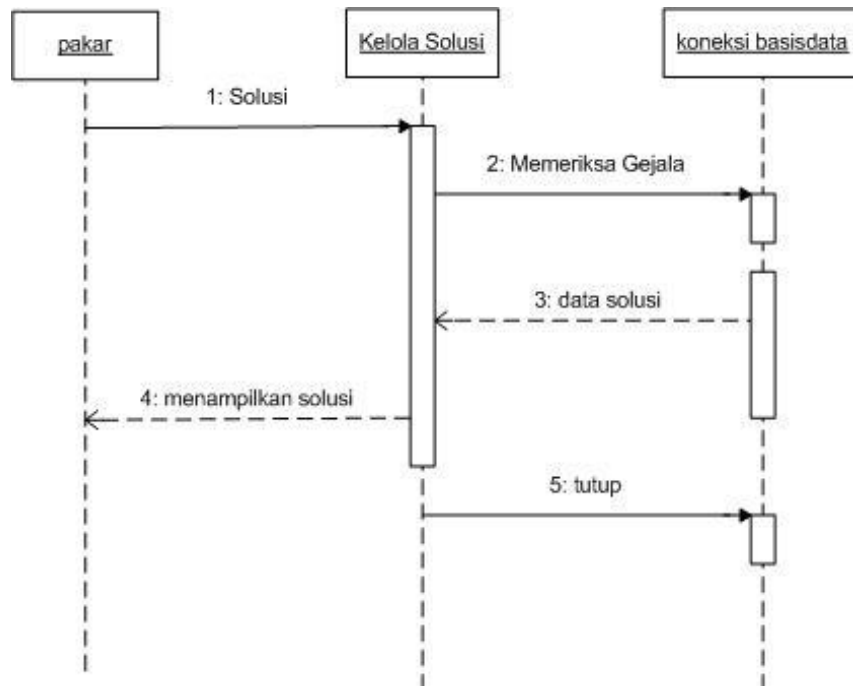 pakar
Kelola Solusi
koneksi basisdata
1: Solusi
2: Memeriksa Gejala
3: data solusi
4: menampilkan solusi
5: tutup